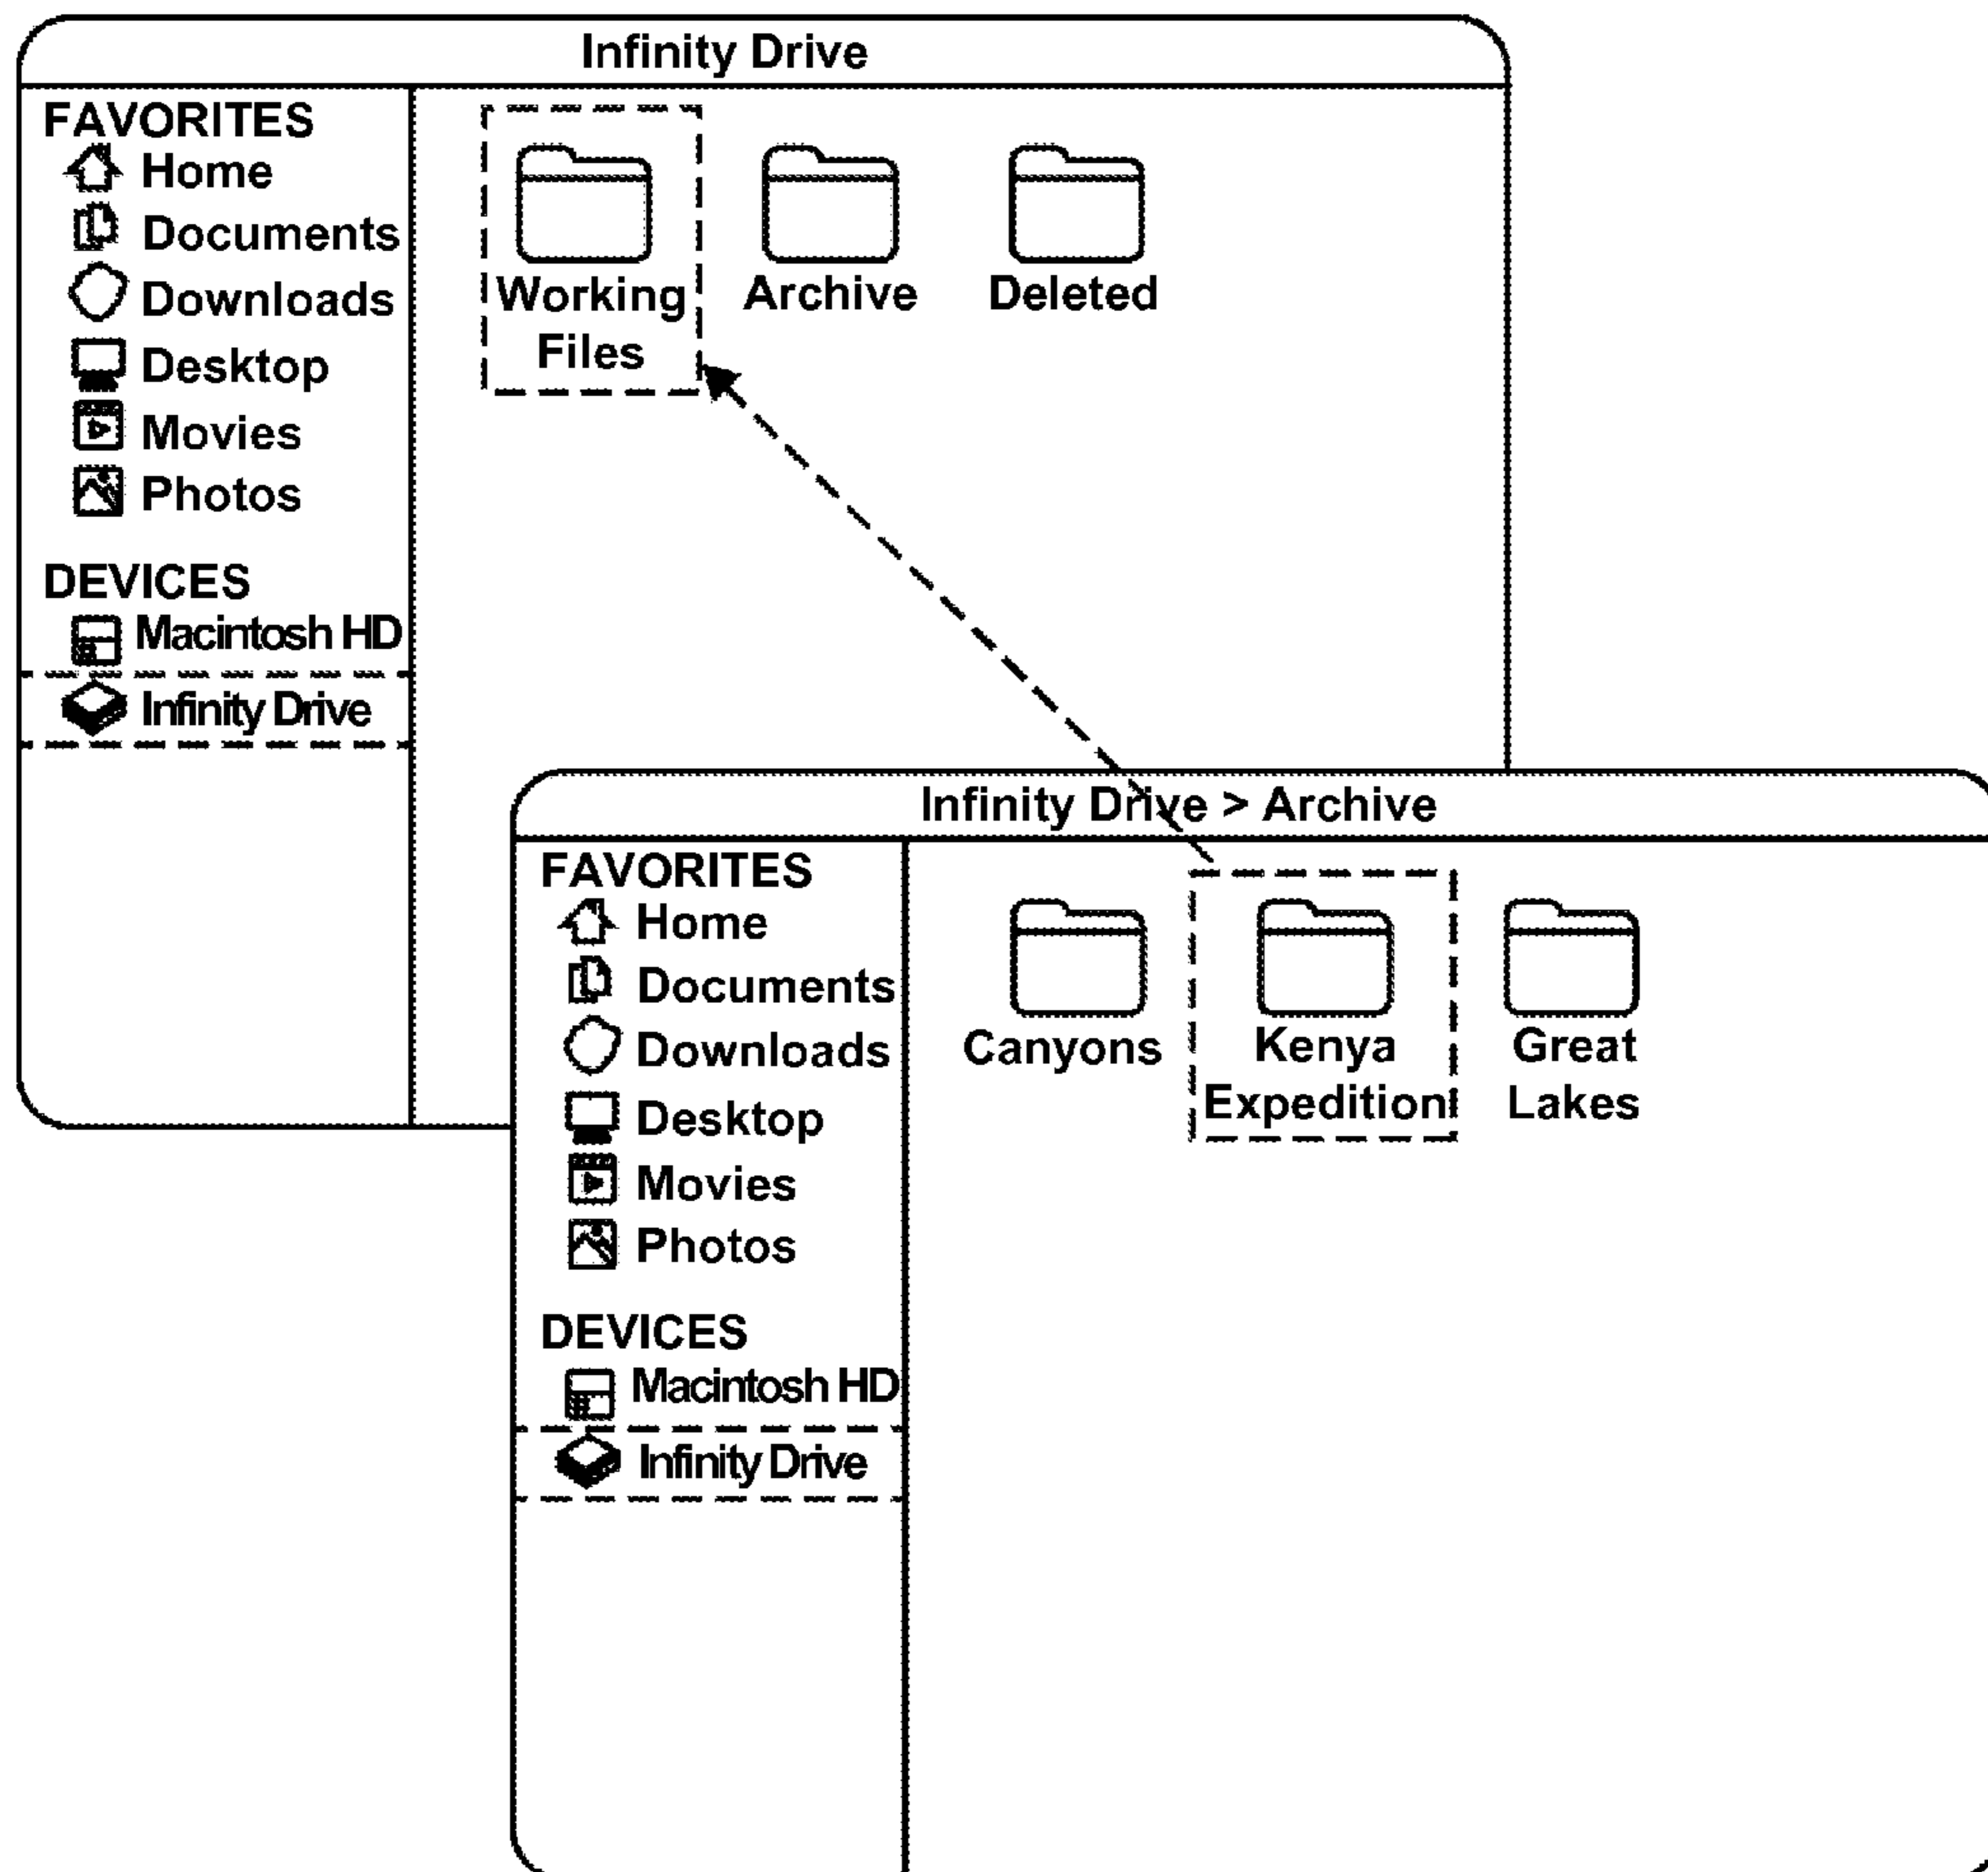 Infinity Drive
FAVORITES
Home
Documents
Downloads
Desktop
Movies
Photos
DEVICES
Macintosh HD
Infinity Drive
Working
Files
Archive
Deleted
Infinity Drive > Archive
FAVORITES
Home
Documents
Downloads
Desktop
Movies
Photos
DEVICES
Macintosh HD
Infinity Drive
Canyons
Kenya
Expedition
Great
Lakes